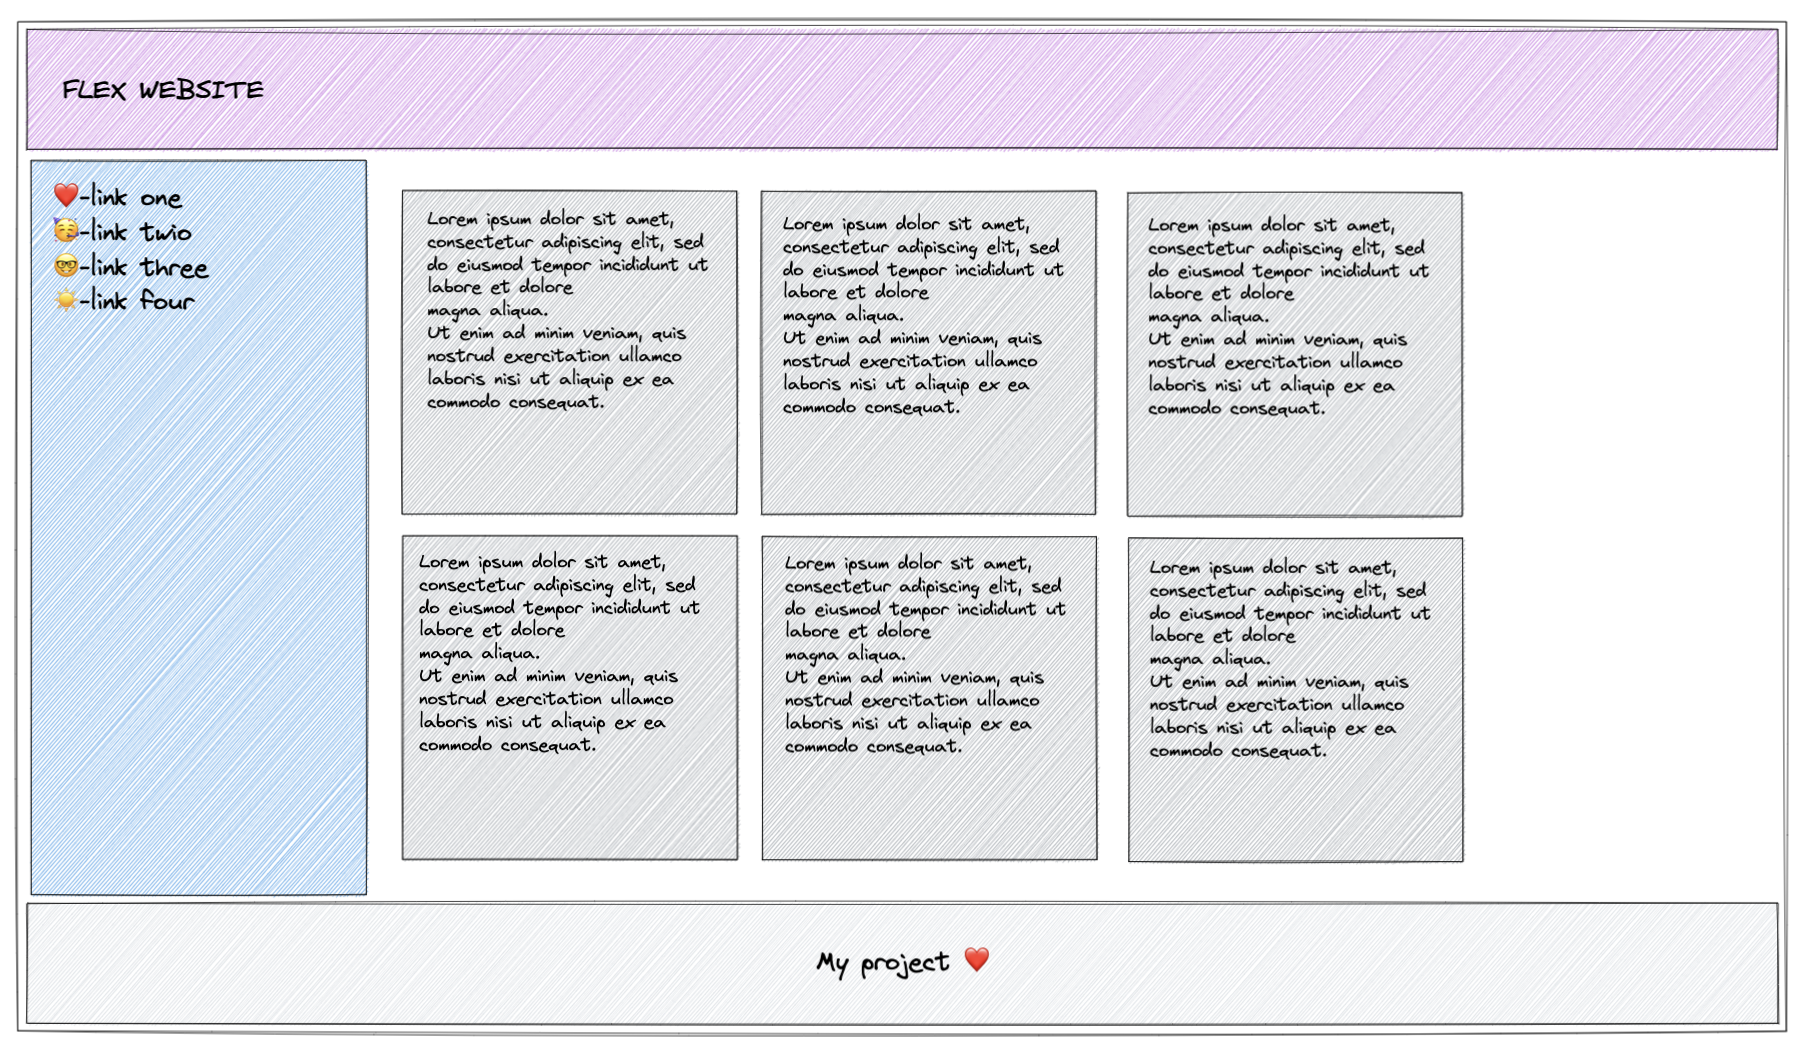 FLEX WEBSITE
❤️-link one
🥳-link twio
🤓-link three
☀️-link four
Lorem ipsum dolor sit amet,
consectetur adipiscing elit, sed
do eiusmod tempor incididunt ut
labore et dolore
magna aliqua.
Ut enim ad minim veniam, quis
nostrud exercitation ullamco
laboris nisi ut aliquip ex ea
commodo consequat.
Lorem ipsum dolor sit amet,
consectetur adipiscing elit, sed
do eiusmod tempor incididunt ut
labore et dolore
magna aliqua.
Ut enim ad minim veniam, quis
nostrud exercitation ullamco
laboris nisi ut aliquip ex ea
commodo consequat.
Lorem ipsum dolor sit amet,
consectetur adipiscing elit, sed
do eiusmod tempor incididunt ut
labore et dolore
magna aliqua.
Ut enim ad minim veniam, quis
nostrud exercitation ullamco
laboris nisi ut aliquip ex ea
commodo consequat.
Lorem ipsum dolor sit amet,
consectetur adipiscing elit, sed
do eiusmod tempor incididunt ut
labore et dolore
magna aliqua.
Ut enim ad minim veniam, quis
nostrud exercitation ullamco
laboris nisi ut aliquip ex ea
commodo consequat.
Lorem ipsum dolor sit amet,
consectetur adipiscing elit, sed
do eiusmod tempor incididunt ut
labore et dolore
magna aliqua.
Ut enim ad minim veniam, quis
nostrud exercitation ullamco
laboris nisi ut aliquip ex ea
commodo consequat.
Lorem ipsum dolor sit amet,
consectetur adipiscing elit, sed
do eiusmod tempor incididunt ut
labore et dolore
magna aliqua.
Ut enim ad minim veniam, quis
nostrud exercitation ullamco
laboris nisi ut aliquip ex ea
commodo consequat.
My project ❤️